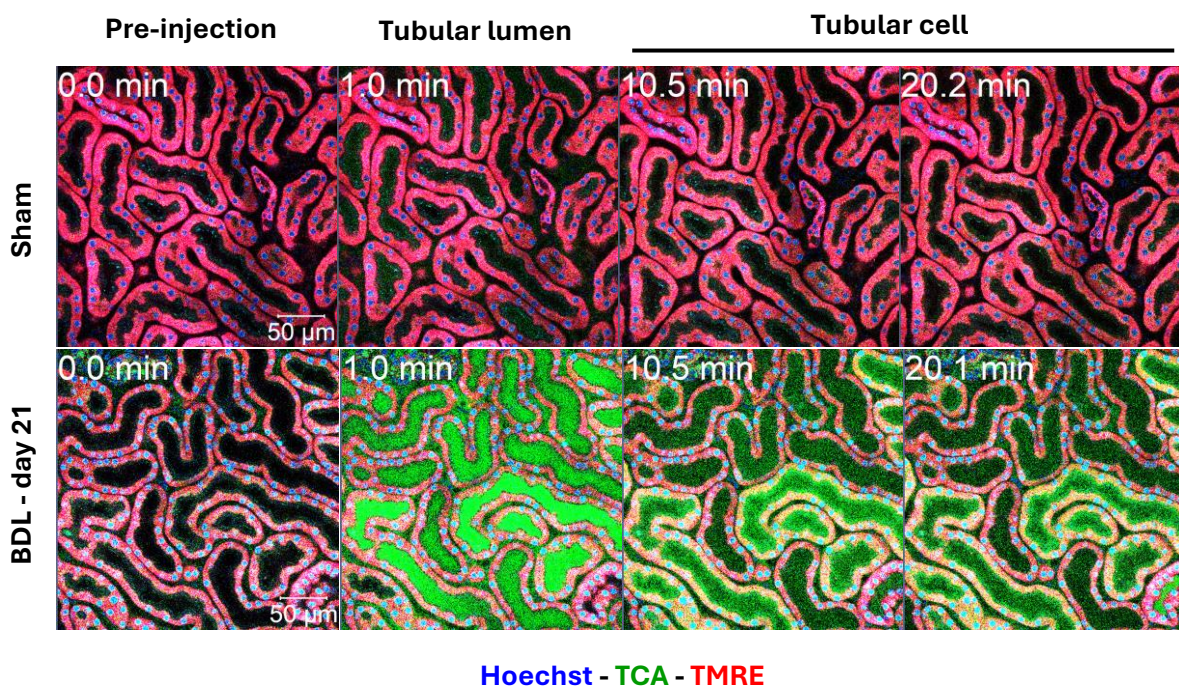 Pre-injection
Tubular lumen
Tubular cell
Sham
0.0 min
1.0 min
10.5 min
20.2 min
50 µm
BDL - day 21
0.0 min
1.0 min
10.5 min
20.1 min
50 µm
Hoechst - TCA - TMRE